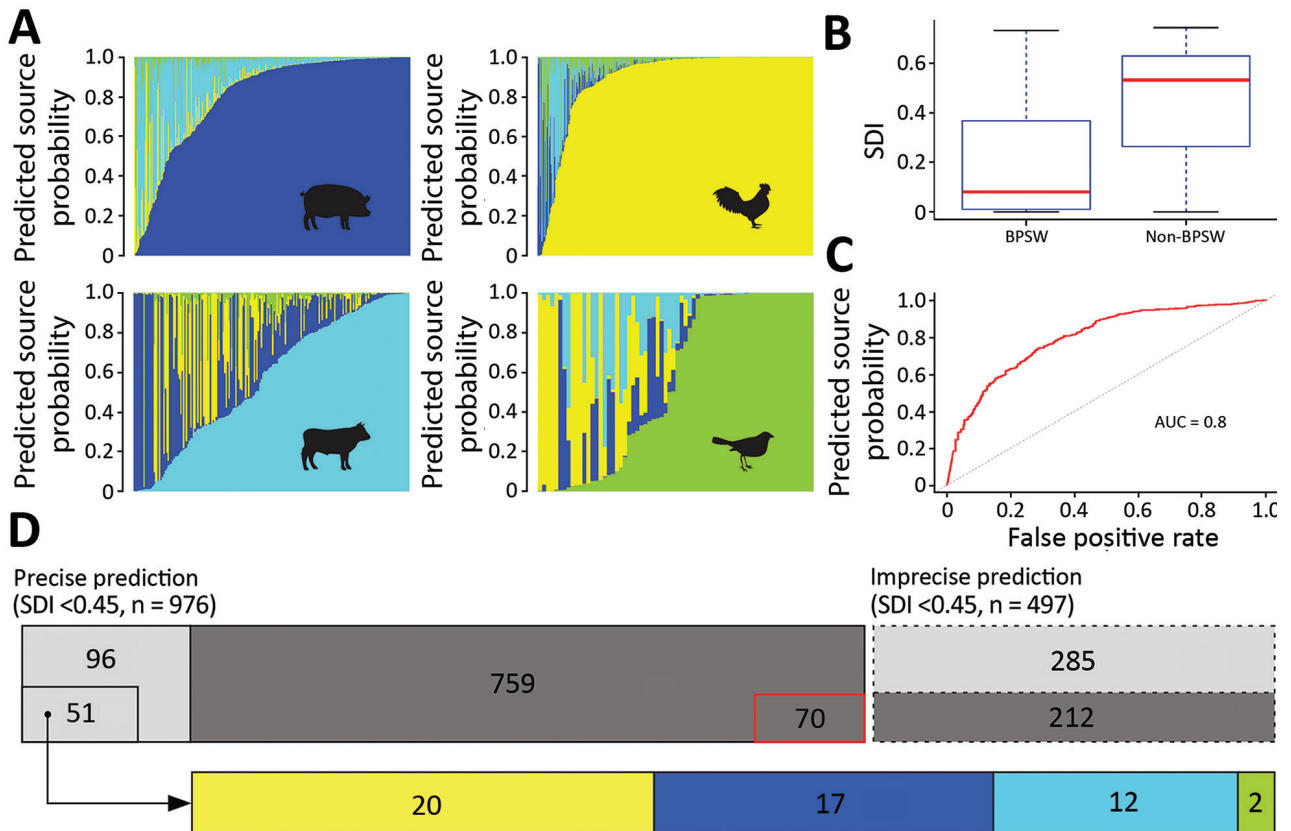 A
Predicted source
probability
1.0
0.8
0.6
0.4
0.2
0
Predicted source
probability
1.0
0.8
0.6
0.4
0.2
0
Predicted source
probability
1.0
0.8
0.6
0.4
0.2
0
Predicted source
probability
1.0
0.8
0.6
0.4
0.2
0
B
SDI
0.6
0.4
0.2
0
BPSW
Non-BPSW
C
Predicted source
probability
1.0
0.8
0.6
0.4
0.2
0
AUC = 0.8
0
0.2
0.4
0.6
0.8
1.0
False positive rate
D
Precise prediction
(SDI <0.45, n = 976)
Imprecise prediction
(SDI <0.45, n = 497)
96
51
759
70
285
212
20
17
12
2